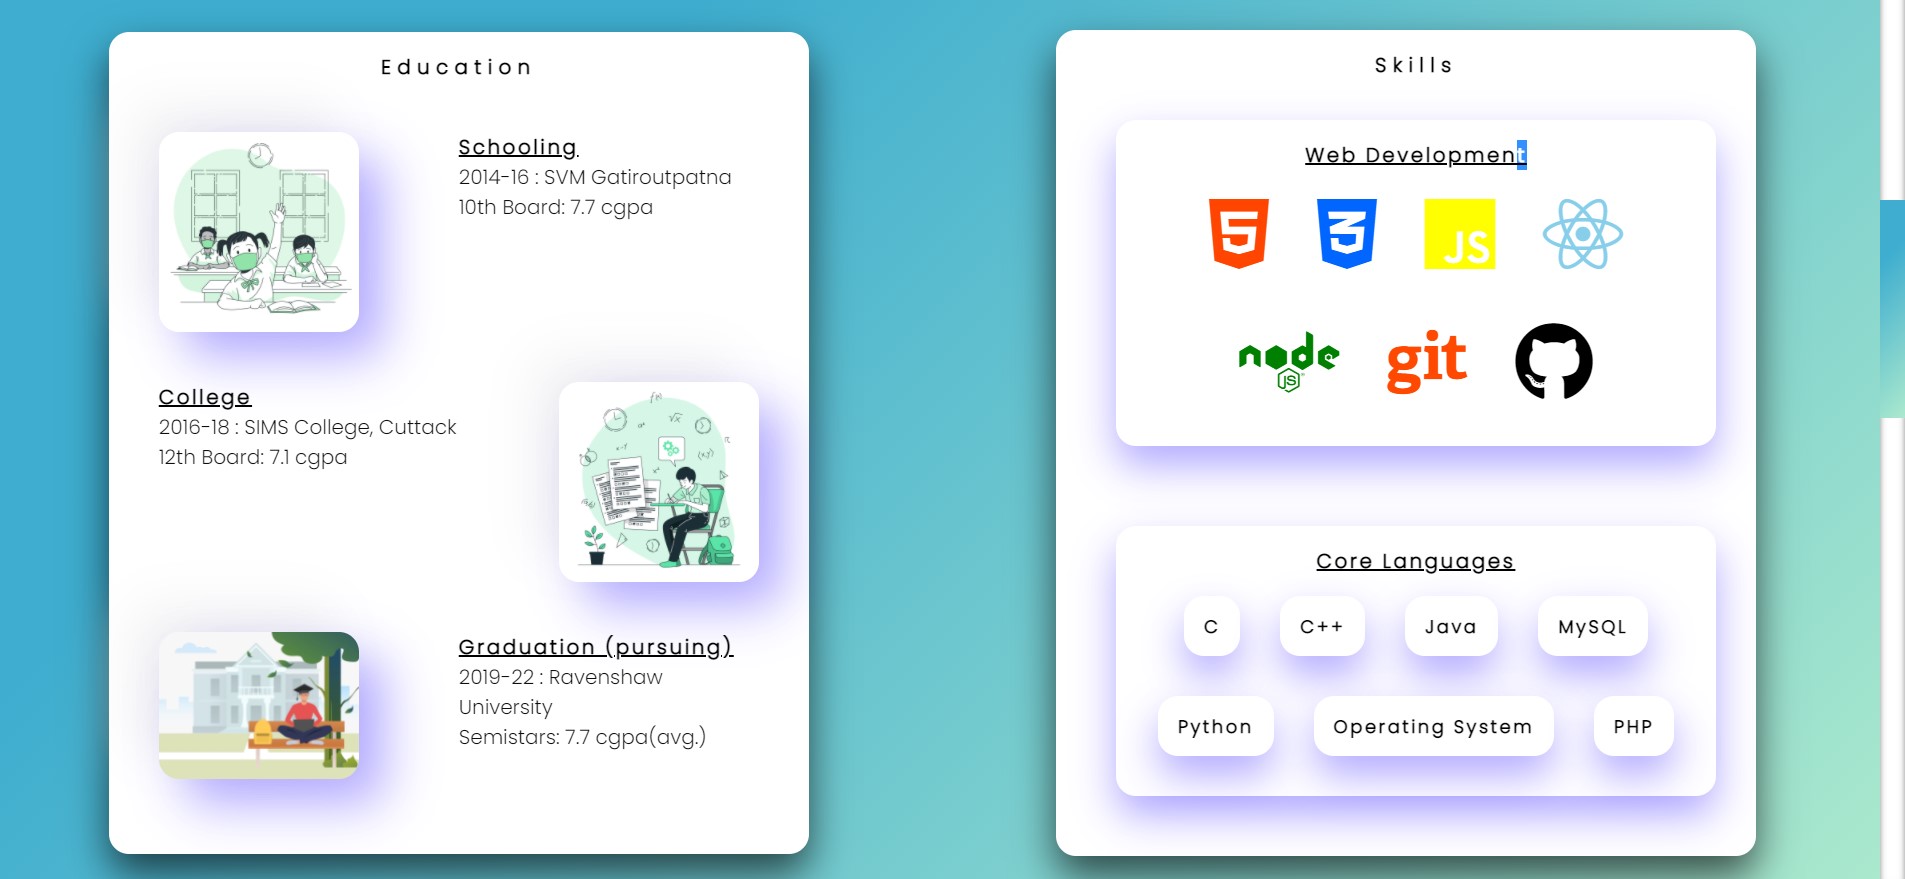 Education
Schooling
2014-16 : SVM Gatiroutpatna
10th Board: 7.7 cgpa
College
2016-18 : SIMS College, Cuttack
12th Board: 7.1 cgpa
Graduation (pursuing)
2019-22 : Ravenshaw
University
Semistars: 7.7 cgpa(avg.)
Skills
Web Development
5 3 JS
node JS git
Core Languages
C C++ Java MySQL
Python Operating System PHP